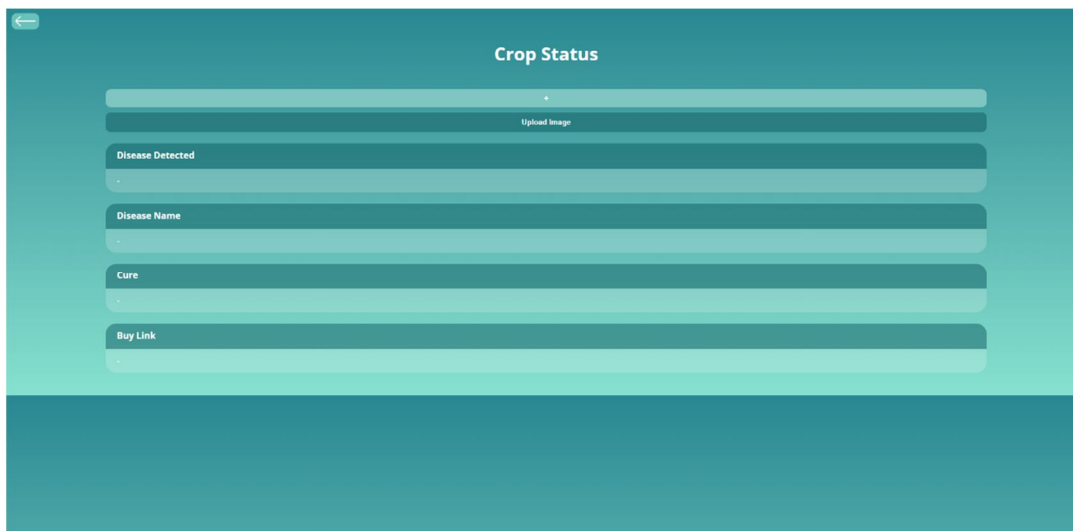 Crop Status
+
Upload Image
Disease Detected
-
Disease Name
-
Cure
-
Buy Link
-